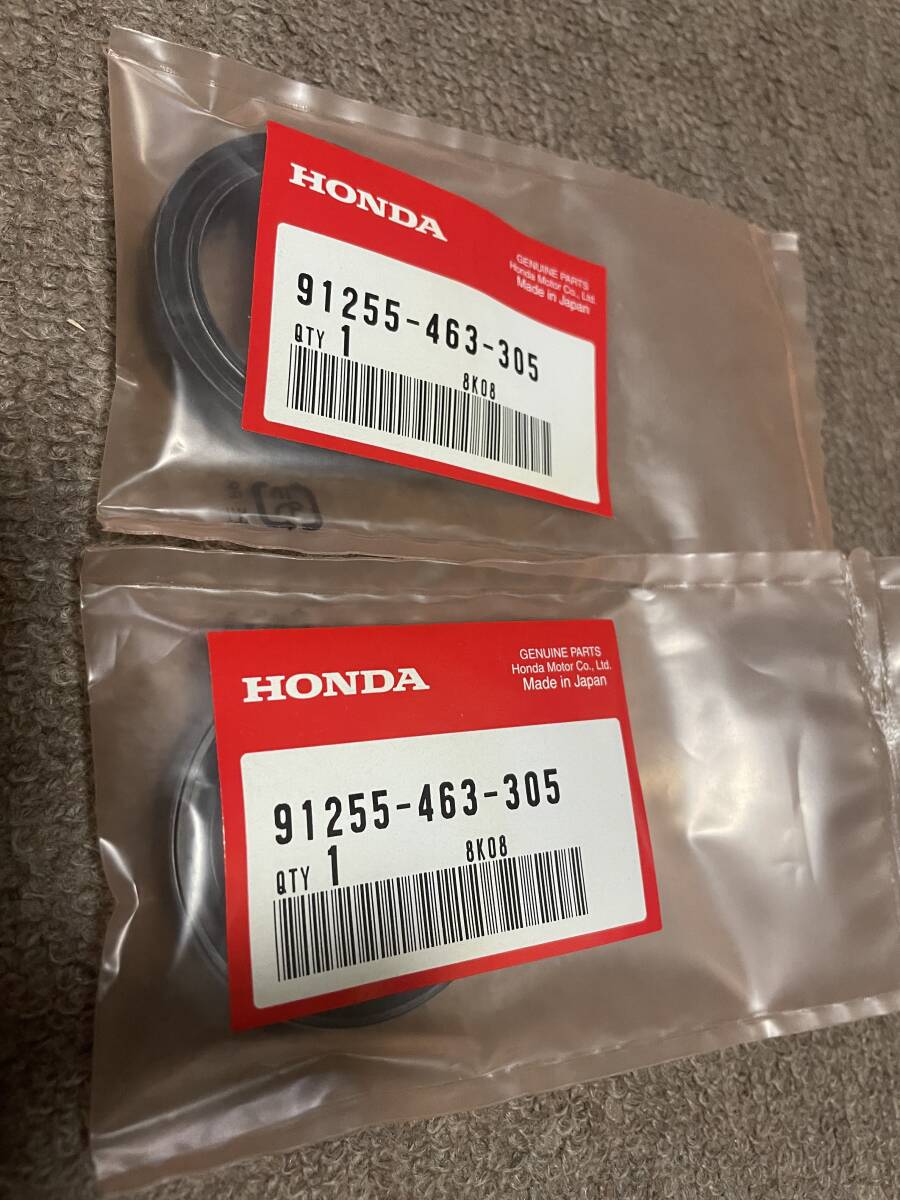 HONDA
GENUINE PARTS
Honda Motor Co., Ltd.
Made in Japan
91255-463-305
QTY 1
8K08
HONDA
GENUINE PARTS
Honda Motor Co., Ltd.
Made in Japan
91255-463-305
QTY 1
8K08